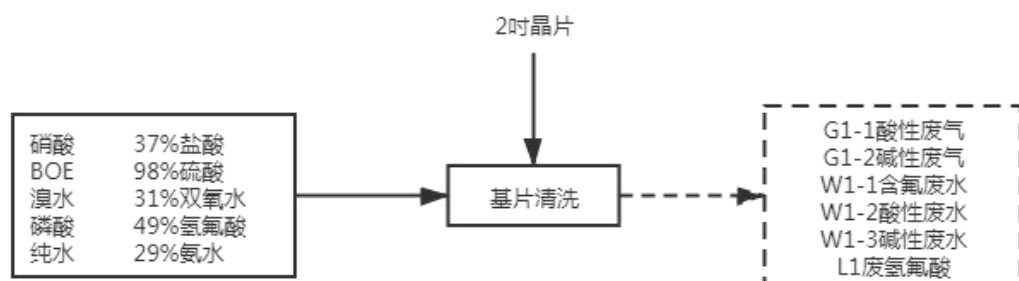 2吋晶片
硝酸 37%盐酸
BOE 98%硫酸
溴水 31%双氧水
磷酸 49%氢氟酸
纯水 29%氨水
基片清洗
G1-1酸性废气
G1-2碱性废气
W1-1含氟废水
W1-2酸性废水
W1-3碱性废水
L1废氢氟酸